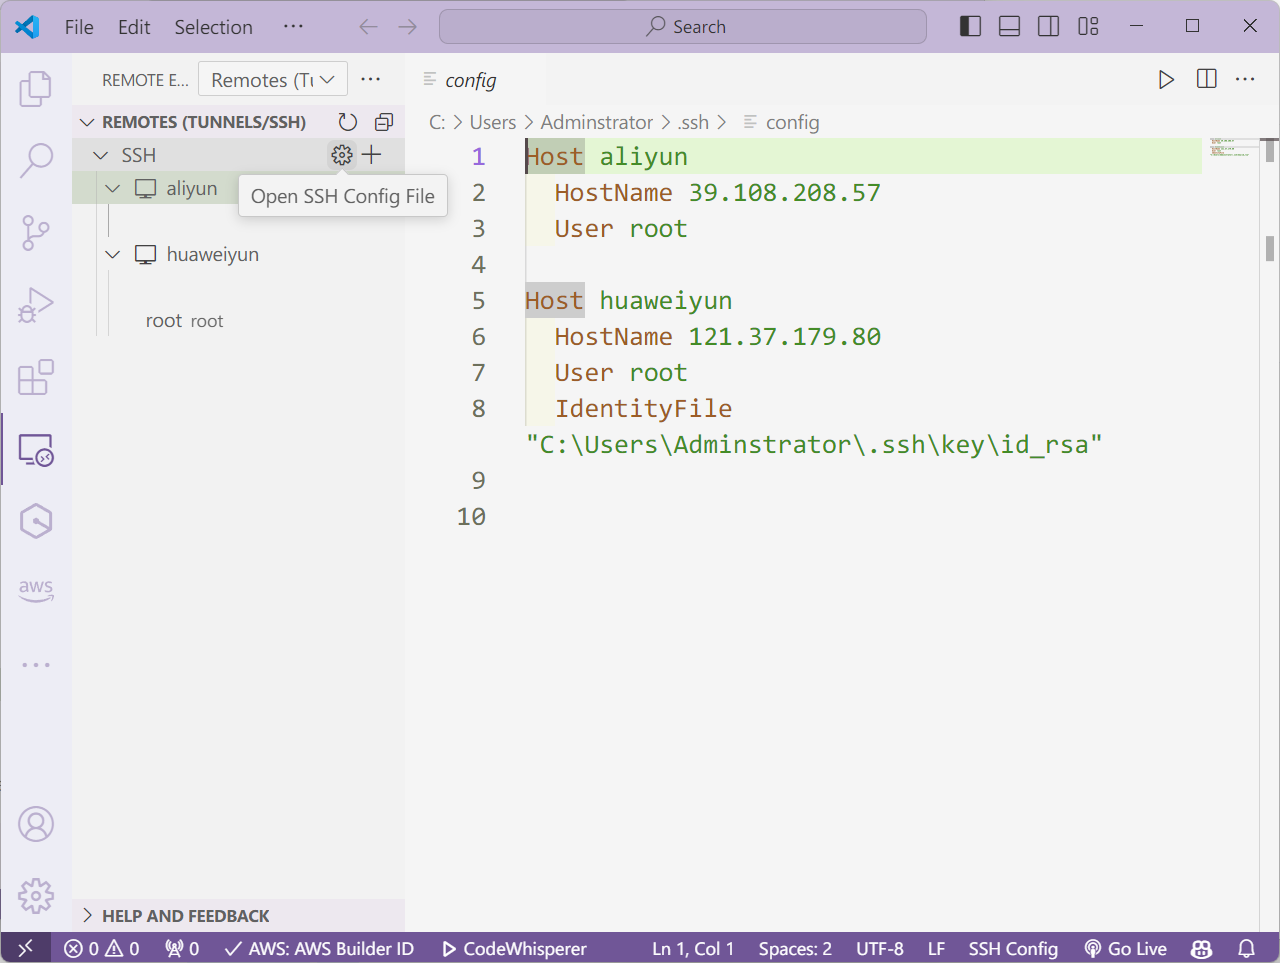 File Edit Selection ··· Search
REMOTE E... Remotes (Tu ···
config
REMOTES (TUNNELS/SSH)
C: > Users > Adminstrator > .ssh > config
SSH
aliyun
Open SSH Config File
huaweiyun
root root
1 Host aliyun
2 HostName 39.108.208.57
3 User root
4
5 Host huaweiyun
6 HostName 121.37.179.80
7 User root
8 IdentityFile
"C:\Users\Adminstrator\.ssh\key\id_rsa"
9
10
aws
HELP AND FEEDBACK
0 0 0 AWS: AWS Builder ID CodeWhisperer Ln 1, Col 1 Spaces: 2 UTF-8 LF SSH Config Go Live